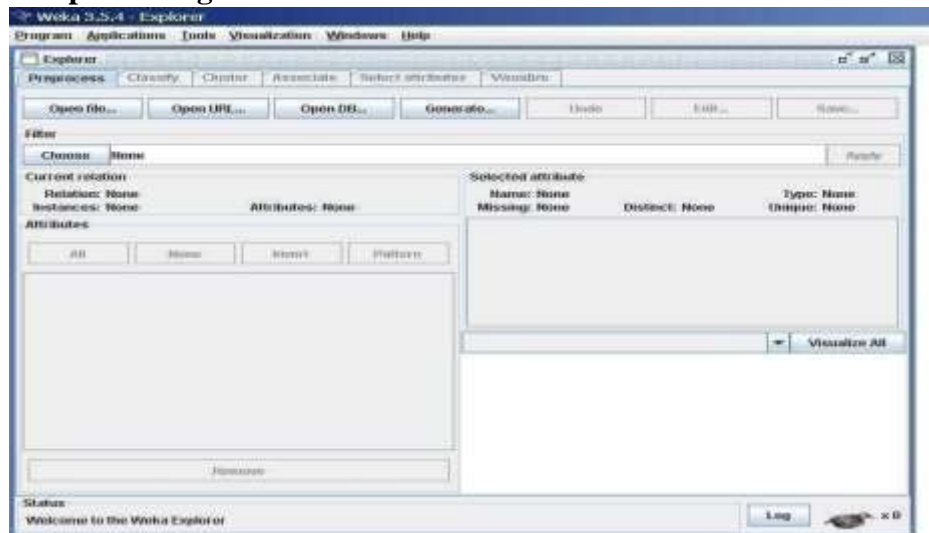 Weka 3.5.4 - Explorer
Program Applications Tools Visualization Windows Help
Explorer
Preprocess Classify Cluster Associate Select attributes Visualize
Open file... Open URL... Open DB... Generate... Undo Edit... Save...
Filter
Choose None Apply
Current relation
Relation: None
Instances: None Attributes: None
Selected attribute
Name: None Type: None
Missing: None Distinct: None Unique: None
Attributes
All None Invert Pattern
Visualize All
Remove
Status
Welcome to the Weka Explorer
Log x 0